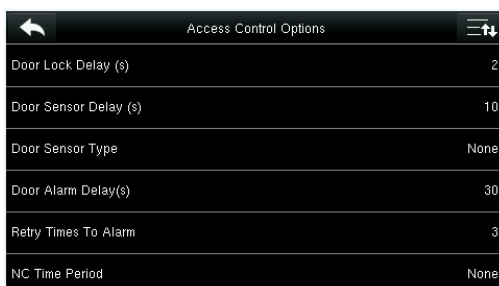 Access Control Options
Door Lock Delay (s) 2
Door Sensor Delay (s) 10
Door Sensor Type None
Door Alarm Delay(s) 30
Retry Times To Alarm 3
NC Time Period None